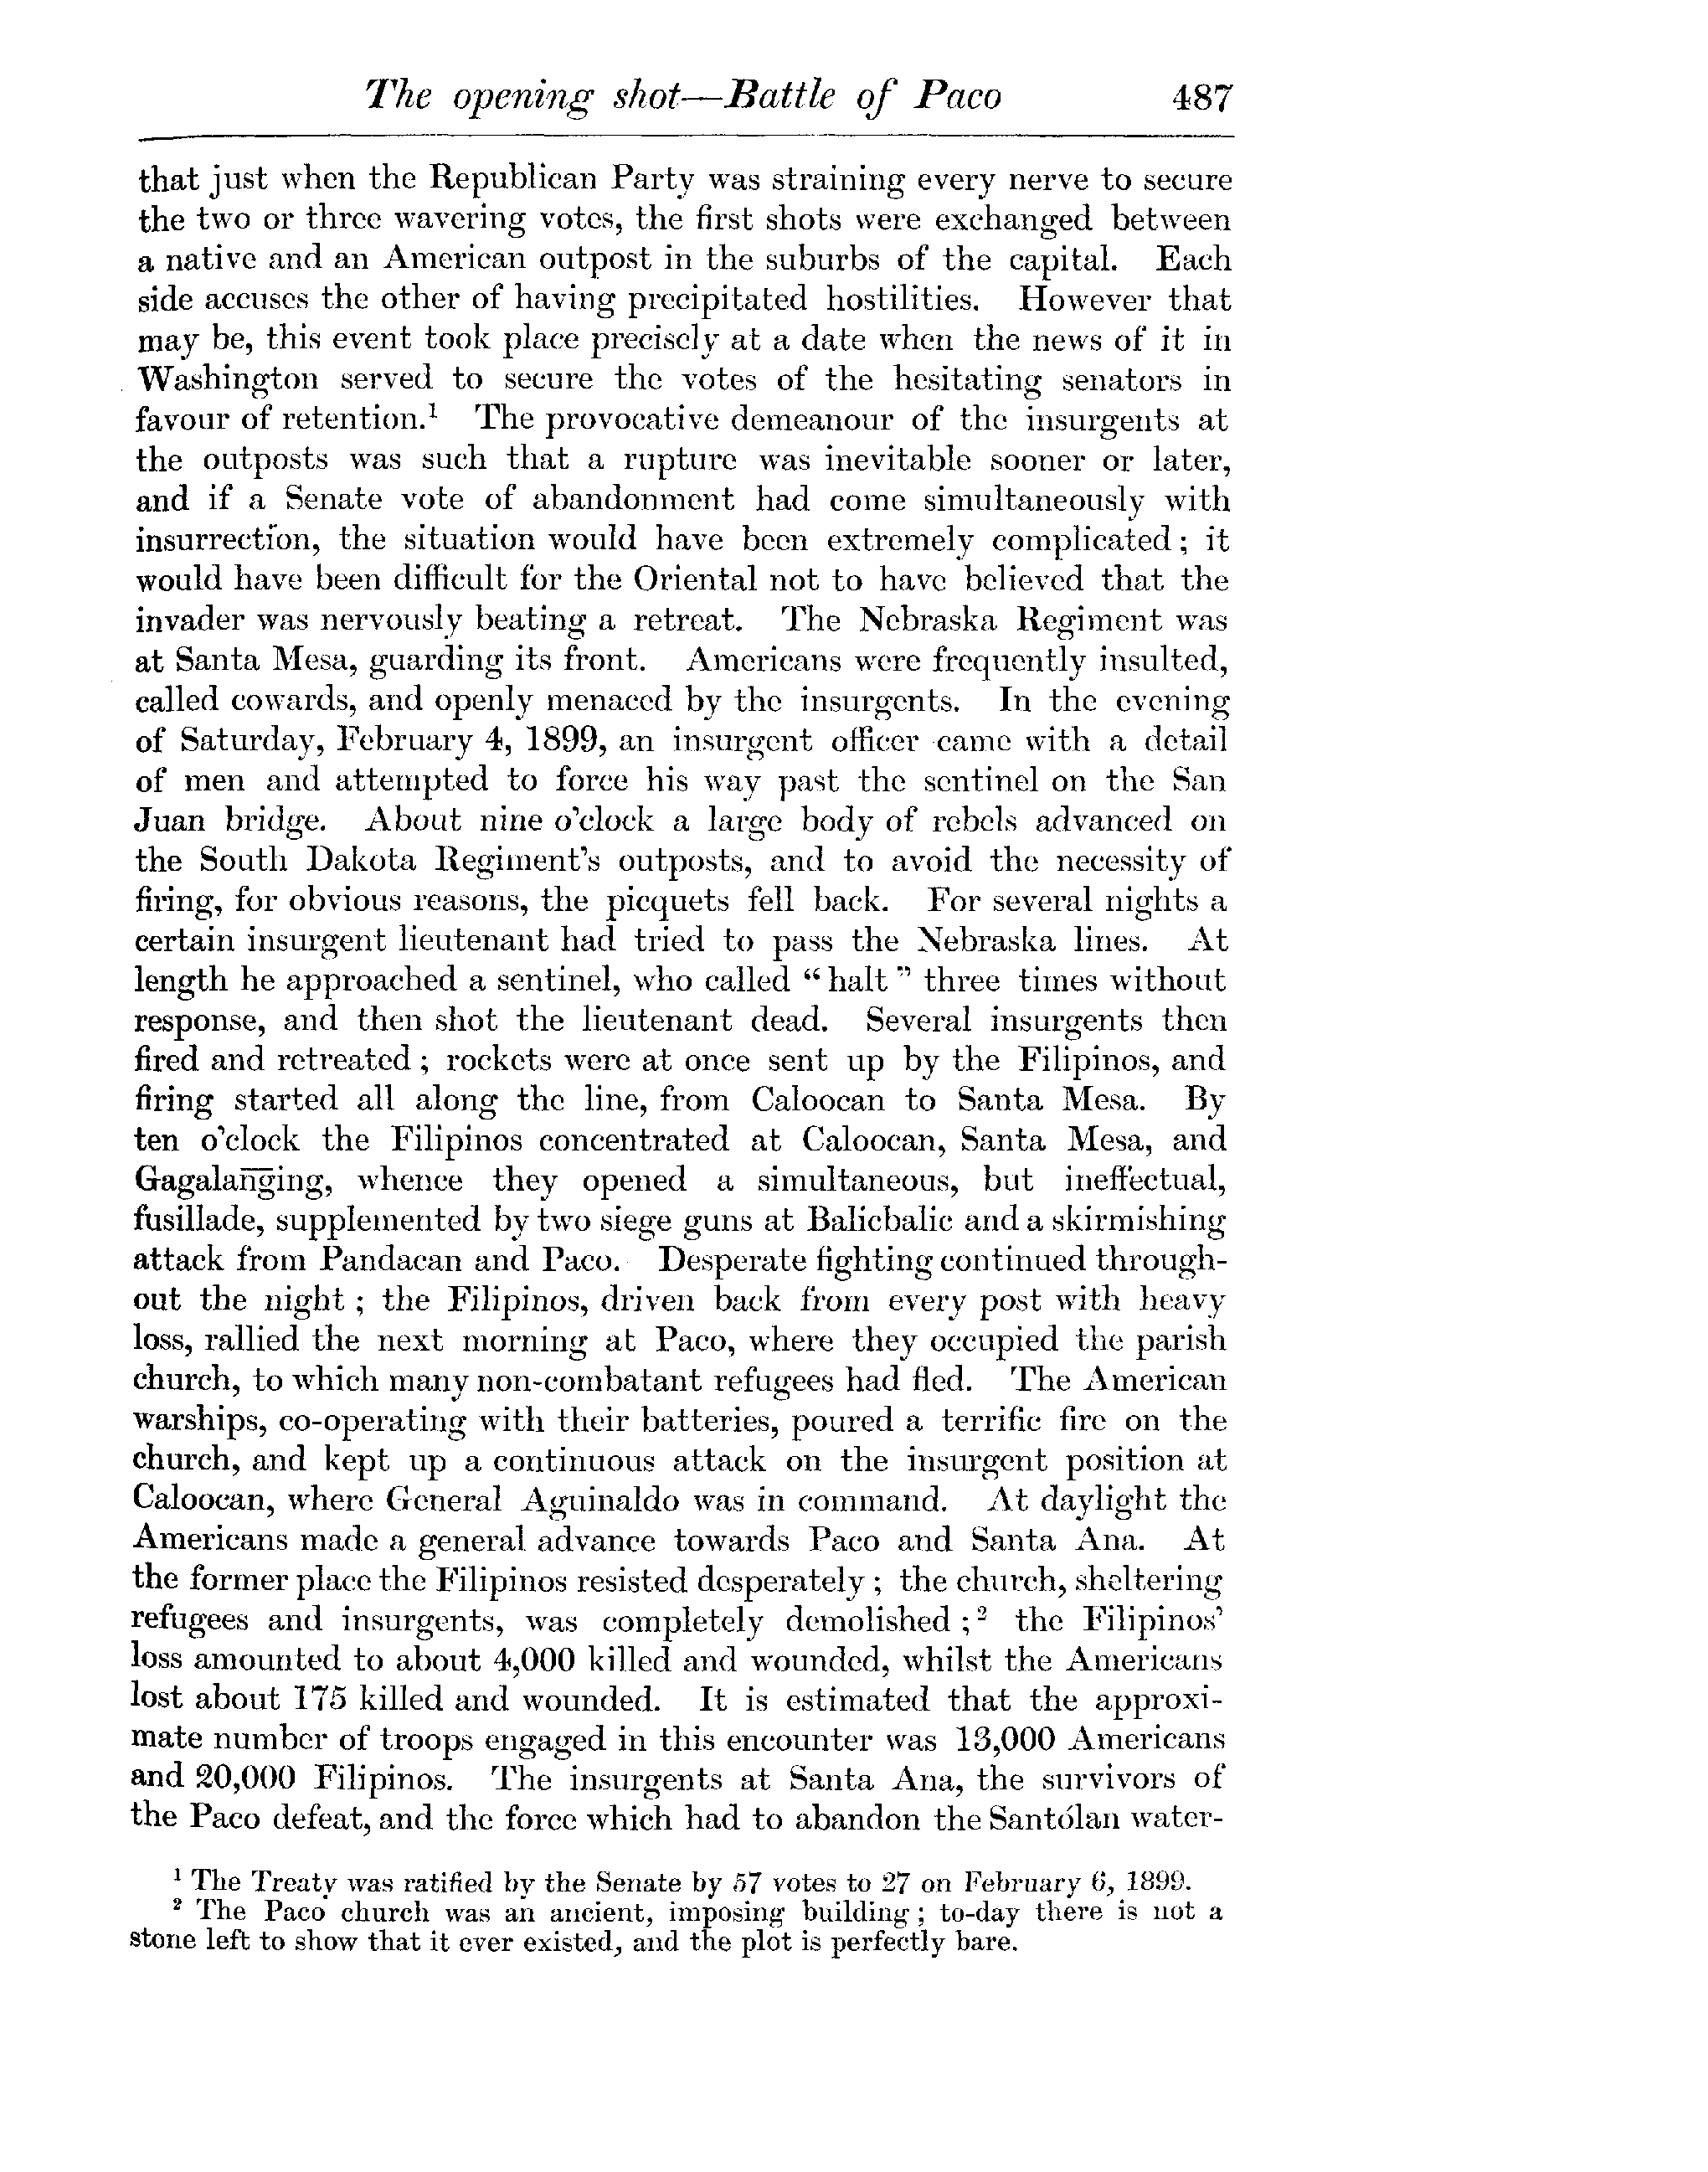 The opening shot—Battle of Paco 487
that just when the Republican Party was straining every nerve to secure
the two or three wavering votes, the first shots were exchanged between
a native and an American outpost in the suburbs of the capital. Each
side accuses the other of having precipitated hostilities. However that
may be, this event took place precisely at a date when the news of it in
Washington served to secure the votes of the hesitating senators in
favour of retention.¹ The provocative demeanour of the insurgents at
the outposts was such that a rupture was inevitable sooner or later,
and if a Senate vote of abandonment had come simultaneously with
insurrection, the situation would have been extremely complicated; it
would have been difficult for the Oriental not to have believed that the
invader was nervously beating a retreat. The Nebraska Regiment was
at Santa Mesa, guarding its front. Americans were frequently insulted,
called cowards, and openly menaced by the insurgents. In the evening
of Saturday, February 4, 1899, an insurgent officer came with a detail
of men and attempted to force his way past the sentinel on the San
Juan bridge. About nine o'clock a large body of rebels advanced on
the South Dakota Regiment's outposts, and to avoid the necessity of
firing, for obvious reasons, the picquets fell back. For several nights a
certain insurgent lieutenant had tried to pass the Nebraska lines. At
length he approached a sentinel, who called "halt" three times without
response, and then shot the lieutenant dead. Several insurgents then
fired and retreated; rockets were at once sent up by the Filipinos, and
firing started all along the line, from Caloocan to Santa Mesa. By
ten o'clock the Filipinos concentrated at Caloocan, Santa Mesa, and
Gagalan͠ging, whence they opened a simultaneous, but ineffectual,
fusillade, supplemented by two siege guns at Balicbalic and a skirmishing
attack from Pandacan and Paco. Desperate fighting continued through-
out the night; the Filipinos, driven back from every post with heavy
loss, rallied the next morning at Paco, where they occupied the parish
church, to which many non-combatant refugees had fled. The American
warships, co-operating with their batteries, poured a terrific fire on the
church, and kept up a continuous attack on the insurgent position at
Caloocan, where General Aguinaldo was in command. At daylight the
Americans made a general advance towards Paco and Santa Ana. At
the former place the Filipinos resisted desperately; the church, sheltering
refugees and insurgents, was completely demolished;² the Filipinos'
loss amounted to about 4,000 killed and wounded, whilst the Americans
lost about 175 killed and wounded. It is estimated that the approxi-
mate number of troops engaged in this encounter was 13,000 Americans
and 20,000 Filipinos. The insurgents at Santa Ana, the survivors of
the Paco defeat, and the force which had to abandon the Santólan water-
¹ The Treaty was ratified by the Senate by 57 votes to 27 on February 6, 1899.
² The Paco church was an ancient, imposing building; to-day there is not a
stone left to show that it ever existed, and the plot is perfectly bare.